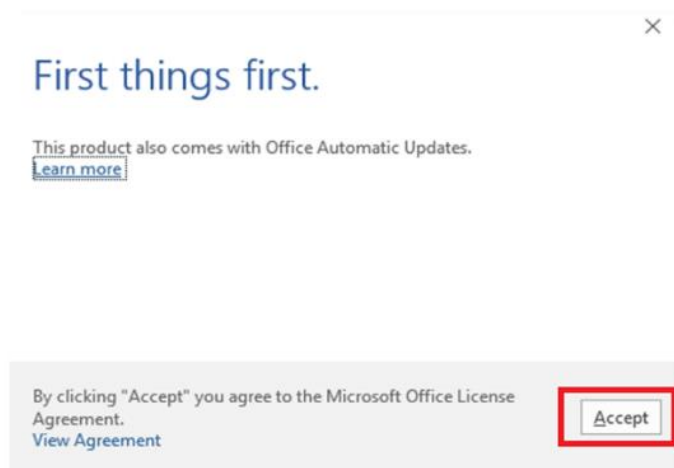 First things first.
This product also comes with Office Automatic Updates.
Learn more
By clicking "Accept" you agree to the Microsoft Office License
Agreement.
View Agreement
Accept